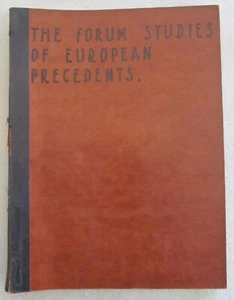 THE FORUM STUDIES
OF EUROPEAN
PRECEDENTS.